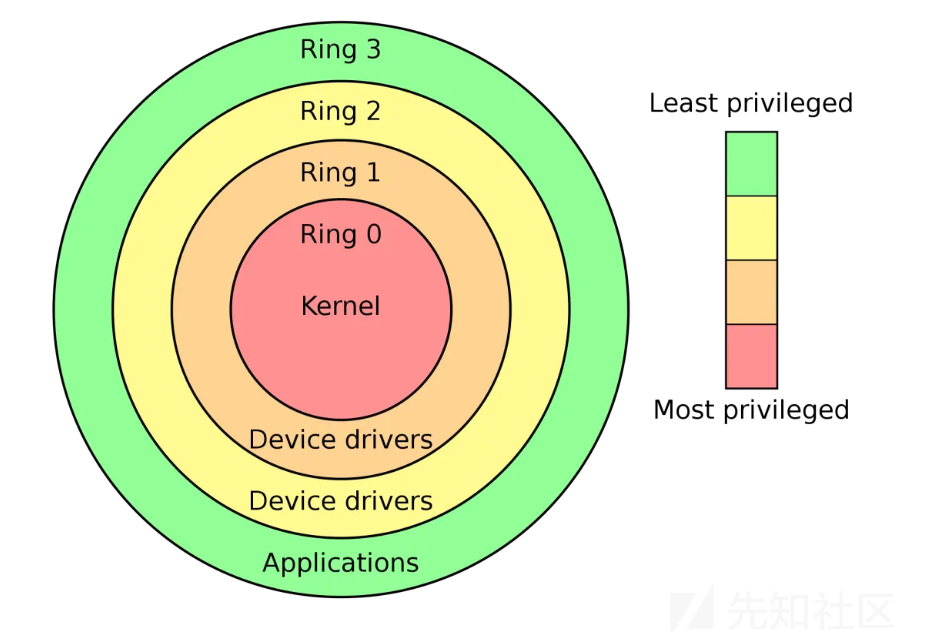 Ring 3
Ring 2
Ring 1
Ring 0
Kernel
Device drivers
Device drivers
Applications
Least privileged
Most privileged
先知社区